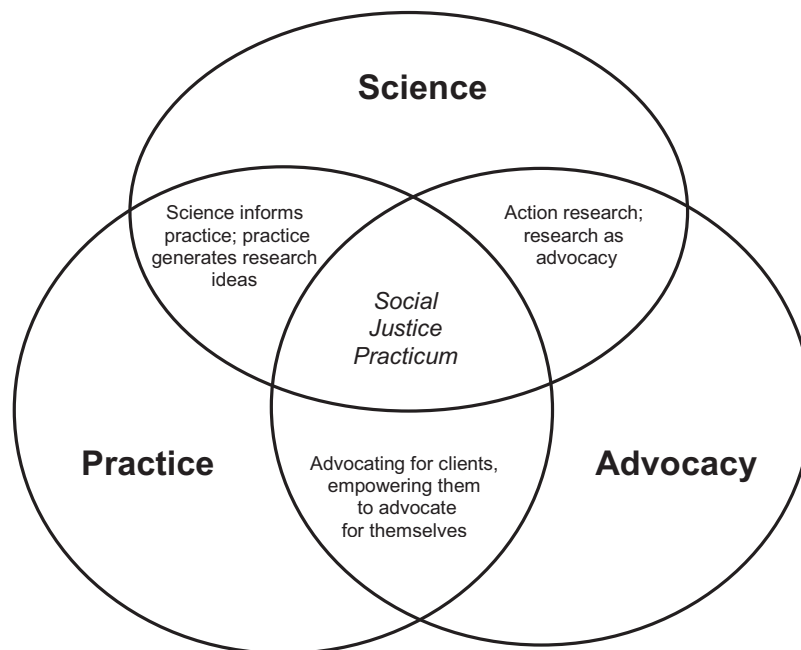 Science
Science informs
practice; practice
generates research
ideas
Action research;
research as
advocacy
Social
Justice
Practicum
Practice
Advocacy
Advocating for clients,
empowering them
to advocate
for themselves